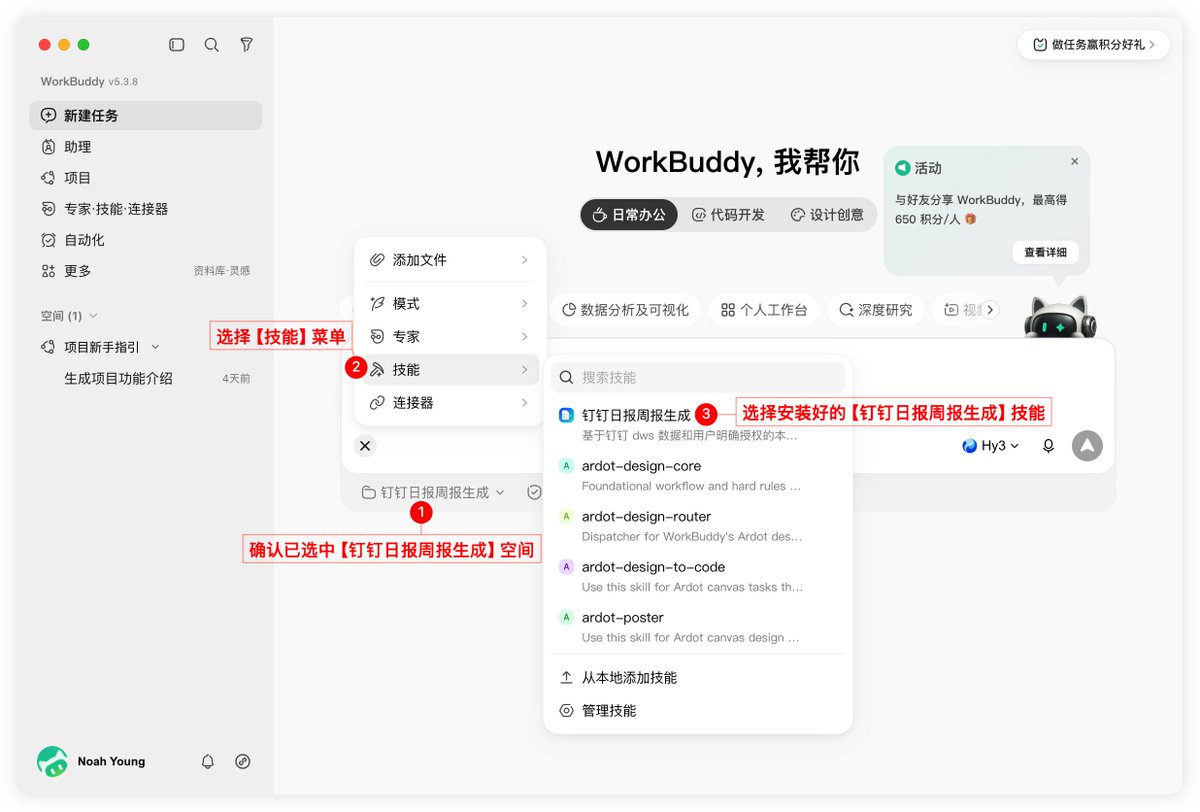 WorkBuddy v5.3.8
新建任务
助理
项目
专家·技能·连接器
自动化
更多 资料库·灵感
空间 (1)
项目新手指引
生成项目功能介绍 4天前
Noah Young
做任务赢积分好礼
WorkBuddy, 我帮你
日常办公 代码开发 设计创意
活动
与好友分享 WorkBuddy，最高得
650 积分/人
查看详细
数据分析及可视化 个人工作台 深度研究 视频
添加文件
模式
专家
技能
连接器
选择【技能】菜单
2
搜索技能
钉钉日报周报生成
基于钉钉 dws 数据和用户明确授权的本...
3
选择安装好的【钉钉日报周报生成】技能
ardot-design-core
Foundational workflow and hard rules ...
ardot-design-router
Dispatcher for WorkBuddy's Ardot des...
ardot-design-to-code
Use this skill for Ardot canvas tasks th...
ardot-poster
Use this skill for Ardot canvas design ...
从本地添加技能
管理技能
Hy3
钉钉日报周报生成
1
确认已选中【钉钉日报周报生成】空间
A
A
A
A